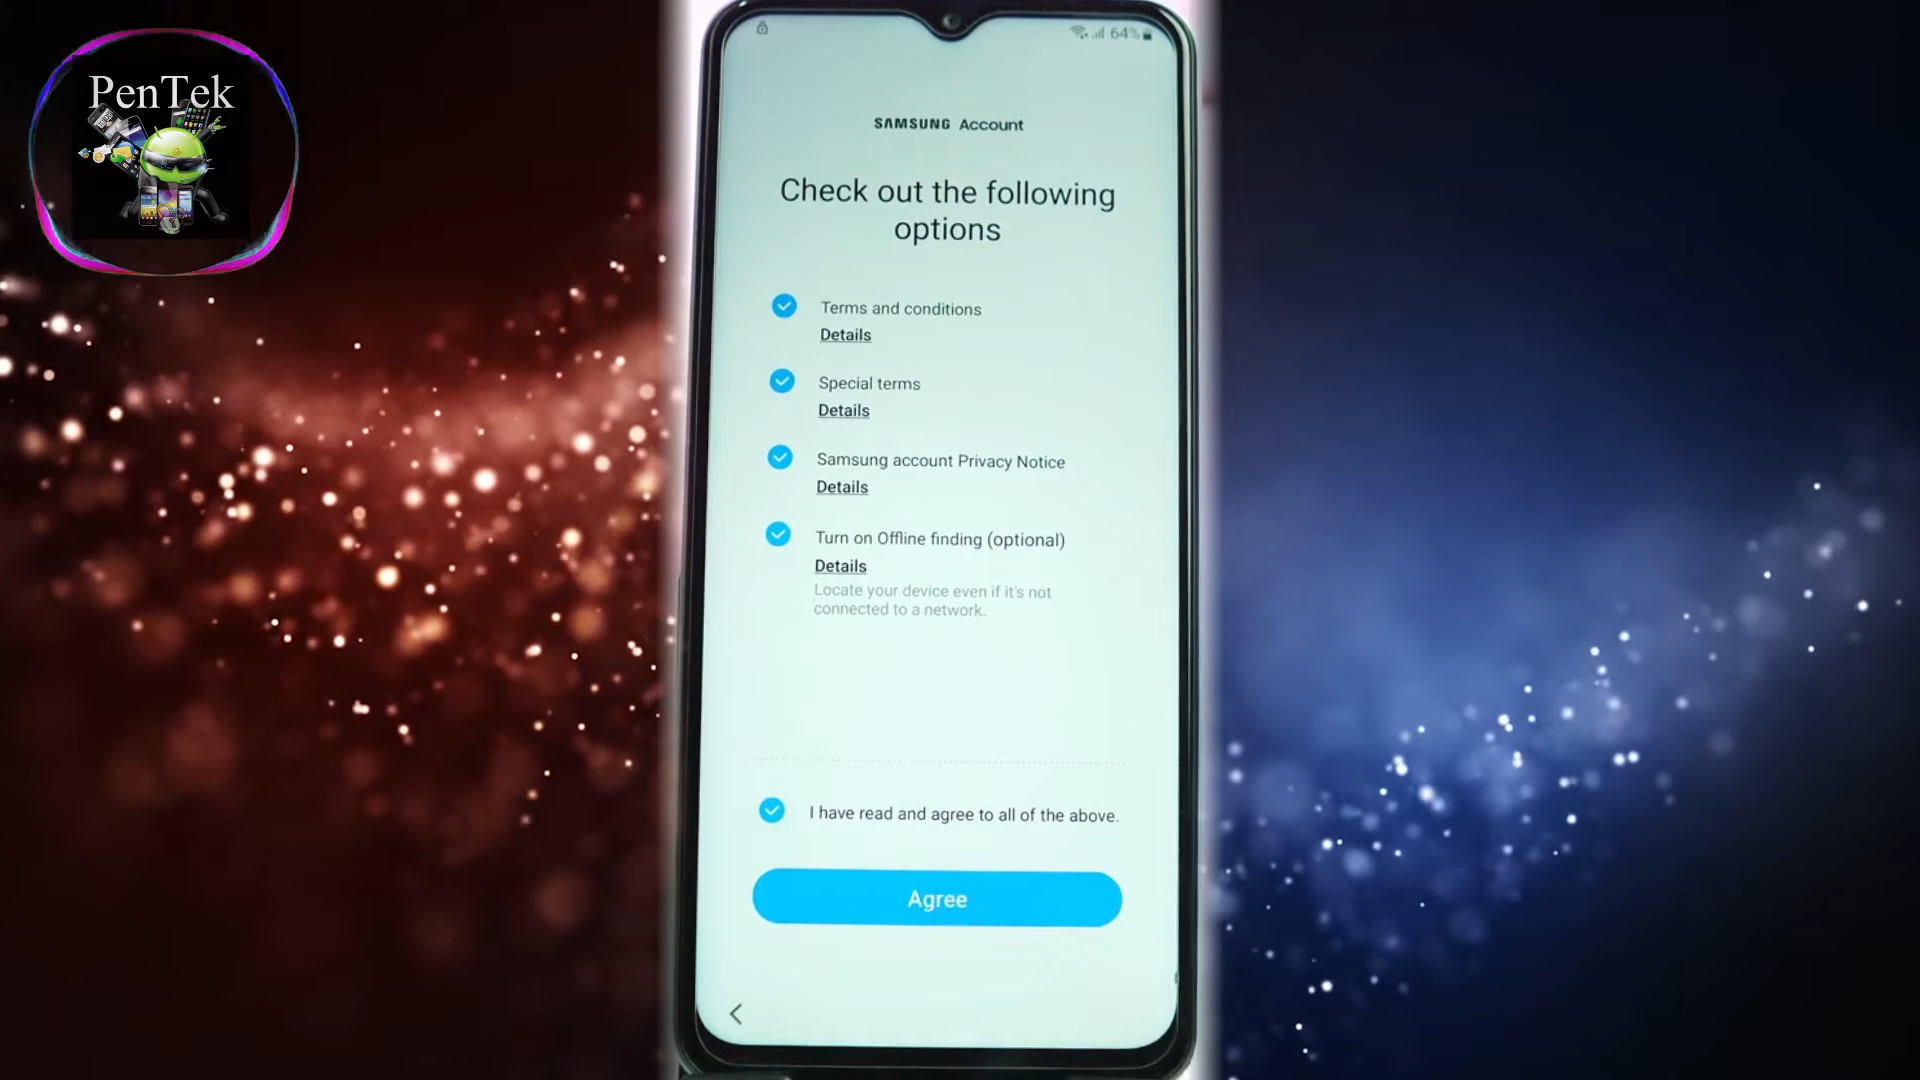 PenTek
64%
SAMSUNG Account
Check out the following
options
Terms and conditions
Details
Special terms
Details
Samsung account Privacy Notice
Details
Turn on Offline finding (optional)
Details
Locate your device even if it's not
connected to a network.
I have read and agree to all of the above.
Agree